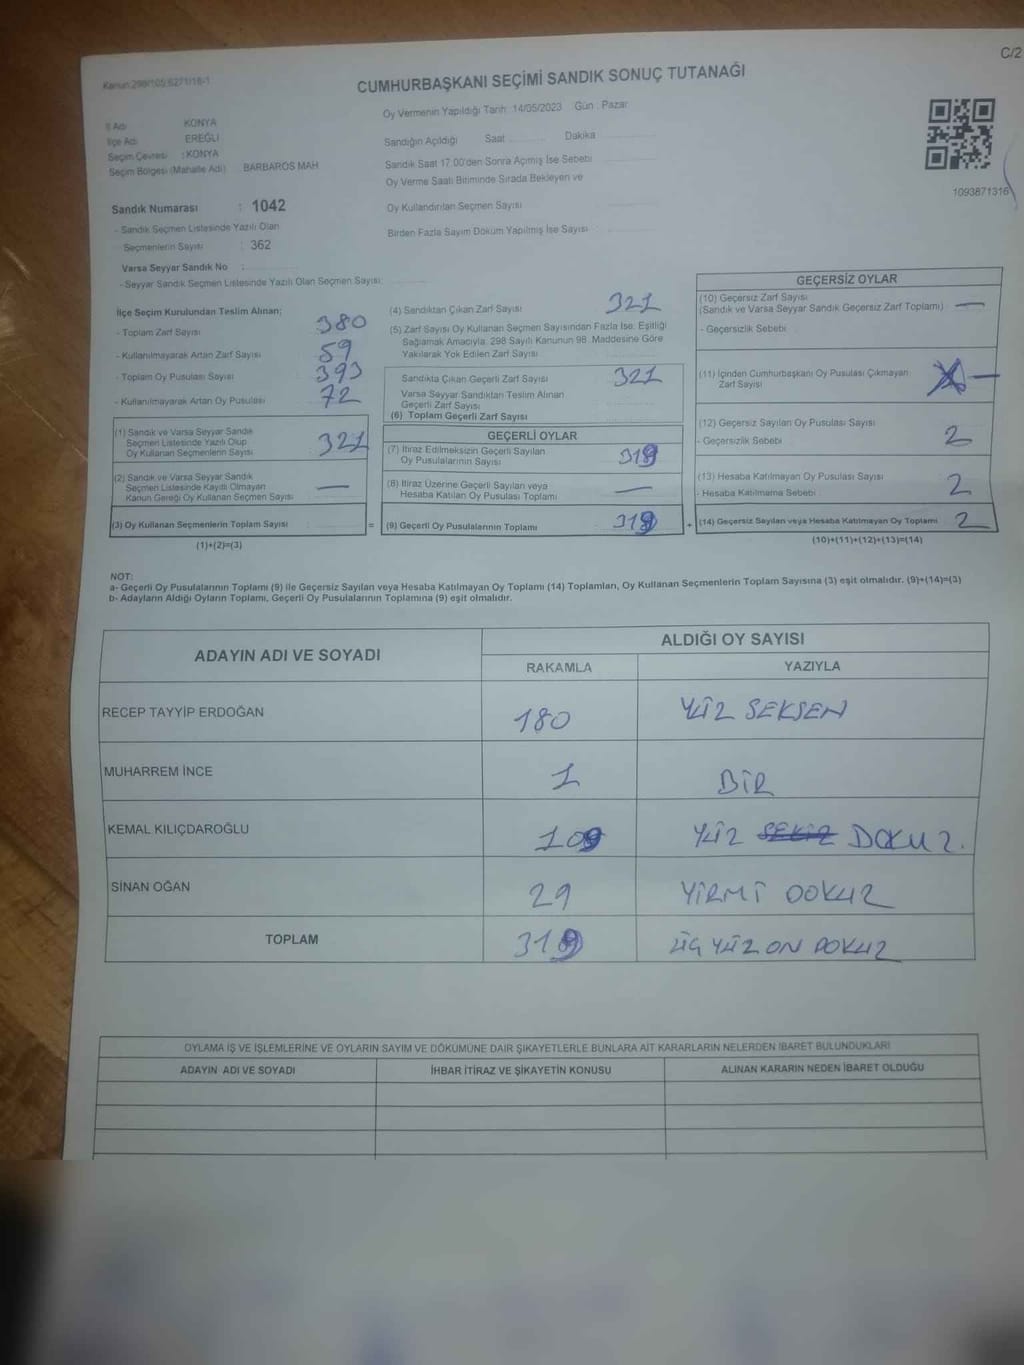 C/2
Kanun:298/105;6271/18-1
CUMHURBAŞKANI SEÇİMİ SANDIK SONUÇ TUTANAĞI
İl Adı KONYA
İlçe Adı EREĞLİ
Seçim Çevresi :KONYA
Seçim Bölgesi (Mahalle Adı) BARBAROS MAH
Oy Vermenin Yapıldığı Tarih :14/05/2023 Gün : Pazar
Sandığın Açıldığı Saat Dakika
Sandık Saat 17.00'den Sonra Açılmış İse Sebebi
Oy Verme Saati Bitiminde Sırada Bekleyen ve
Oy Kullandırılan Seçmen Sayısı
Birden Fazla Sayım Döküm Yapılmış İse Sayısı :
1093871316
Sandık Numarası : 1042
- Sandık Seçmen Listesinde Yazılı Olan
Seçmenlerin Sayısı : 362
Varsa Seyyar Sandık No :
- Seyyar Sandık Seçmen Listesinde Yazılı Olan Seçmen Sayısı:
İlçe Seçim Kurulundan Teslim Alınan;
- Toplam Zarf Sayısı 380
- Kullanılmayarak Artan Zarf Sayısı 59
- Toplam Oy Pusulası Sayısı 393
- Kullanılmayarak Artan Oy Pusulası 72
(1) Sandık ve Varsa Seyyar Sandık
Seçmen Listesinde Yazılı Olup
Oy Kullanan Seçmenlerin Sayısı 321
(2) Sandık ve Varsa Seyyar Sandık
Seçmen Listesinde Kayıtlı Olmayan
Kanun Gereği Oy Kullanan Seçmen Sayısı —
(3) Oy Kullanan Seçmenlerin Toplam Sayısı =
(1)+(2)=(3)
(4) Sandıktan Çıkan Zarf Sayısı 321
(5) Zarf Sayısı Oy Kullanan Seçmen Sayısından Fazla İse; Eşitliği
Sağlamak Amacıyla, 298 Sayılı Kanunun 98. Maddesine Göre
Yakılarak Yok Edilen Zarf Sayısı
Sandıkta Çıkan Geçerli Zarf Sayısı 321
Varsa Seyyar Sandıktan Teslim Alınan
Geçerli Zarf Sayısı
(6) Toplam Geçerli Zarf Sayısı
GEÇERLİ OYLAR
(7) İtiraz Edilmeksizin Geçerli Sayılan
Oy Pusulalarının Sayısı 319
(8) İtiraz Üzerine Geçerli Sayılan veya
Hesaba Katılan Oy Pusulası Toplamı —
(9) Geçerli Oy Pusulalarının Toplamı 319 +
GEÇERSİZ OYLAR
(10) Geçersiz Zarf Sayısı
(Sandık ve Varsa Seyyar Sandık Geçersiz Zarf Toplamı) —
- Geçersizlik Sebebi
(11) İçinden Cumhurbaşkanı Oy Pusulası Çıkmayan
Zarf Sayısı —
(12) Geçersiz Sayılan Oy Pusulası Sayısı
- Geçersizlik Sebebi 2
(13) Hesaba Katılmayan Oy Pusulası Sayısı
- Hesaba Katılmama Sebebi 2
(14) Geçersiz Sayılan veya Hesaba Katılmayan Oy Toplamı 2
(10)+(11)+(12)+(13)=(14)
NOT:
a- Geçerli Oy Pusulalarının Toplamı (9) ile Geçersiz Sayılan veya Hesaba Katılmayan Oy Toplamı (14) Toplamları, Oy Kullanan Seçmenlerin Toplam Sayısına (3) eşit olmalıdır. (9)+(14)=(3)
b- Adayların Aldığı Oyların Toplamı, Geçerli Oy Pusulalarının Toplamına (9) eşit olmalıdır.
ADAYIN ADI VE SOYADI ALDIĞI OY SAYISI
RAKAMLA YAZIYLA
RECEP TAYYİP ERDOĞAN 180 YÜZ SEKSEN
MUHARREM İNCE 1 BİR
KEMAL KILIÇDAROĞLU 109 YÜZ SEKİZ DOKUZ.
SİNAN OĞAN 29 YİRMİ DOKUZ
TOPLAM 319 ÜÇ YÜZ ON DOKUZ
OYLAMA İŞ VE İŞLEMLERİNE VE OYLARIN SAYIM VE DÖKÜMÜNE DAİR ŞİKAYETLERLE BUNLARA AİT KARARLARIN NELERDEN İBARET BULUNDUKLARI
ADAYIN ADI VE SOYADI İHBAR İTİRAZ VE ŞİKAYETİN KONUSU ALINAN KARARIN NEDEN İBARET OLDUĞU